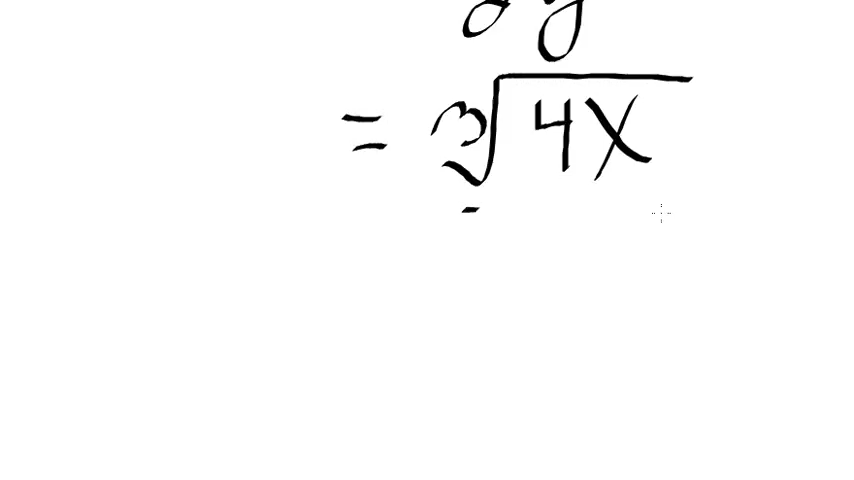 = ∛4X